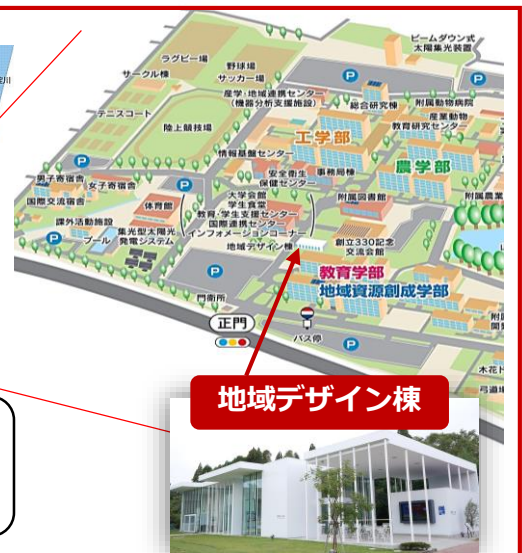 ビームダウン式
太陽集光装置
ラグビー場
野球場
サークル棟
サッカー場
産学・地域連携センター
(機器分析支援施設)
総合研究棟
附属動物病院
産業動物
教育研究センター
テニスコート
陸上競技場
工学部
農学部
情報基盤センター
安全衛生
保健センター
事務局棟
男子寄宿舎
女子寄宿舎
国際交流宿舎
体育館
大学会館
学生食堂
教育・学生支援センター
国際連携センター
インフォメーションコーナー
地域デザイン棟
附属図書館
附属農業
課外活動施設
プール
集光型太陽光
発電システム
創立330記念
交流会館
教育学部
地域資源創成学部
門衛所
正門
バス停
P
P
P
P
P
P
P
P
木花ド
弓道場
地域デザイン棟